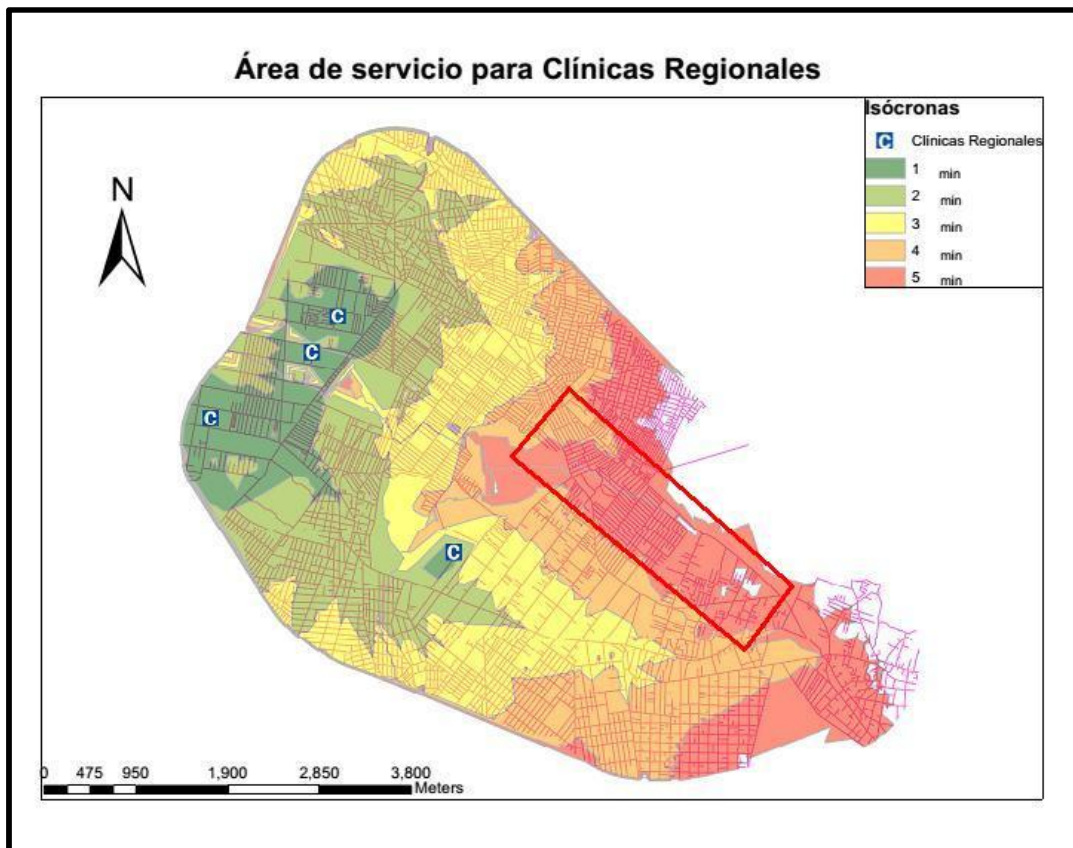 Área de servicio para Clínicas Regionales
Isócronas
C Clínicas Regionales
1 min
2 min
3 min
4 min
5 min
N
C
C
C
C
0 475 950 1,900 2,850 3,800
Meters